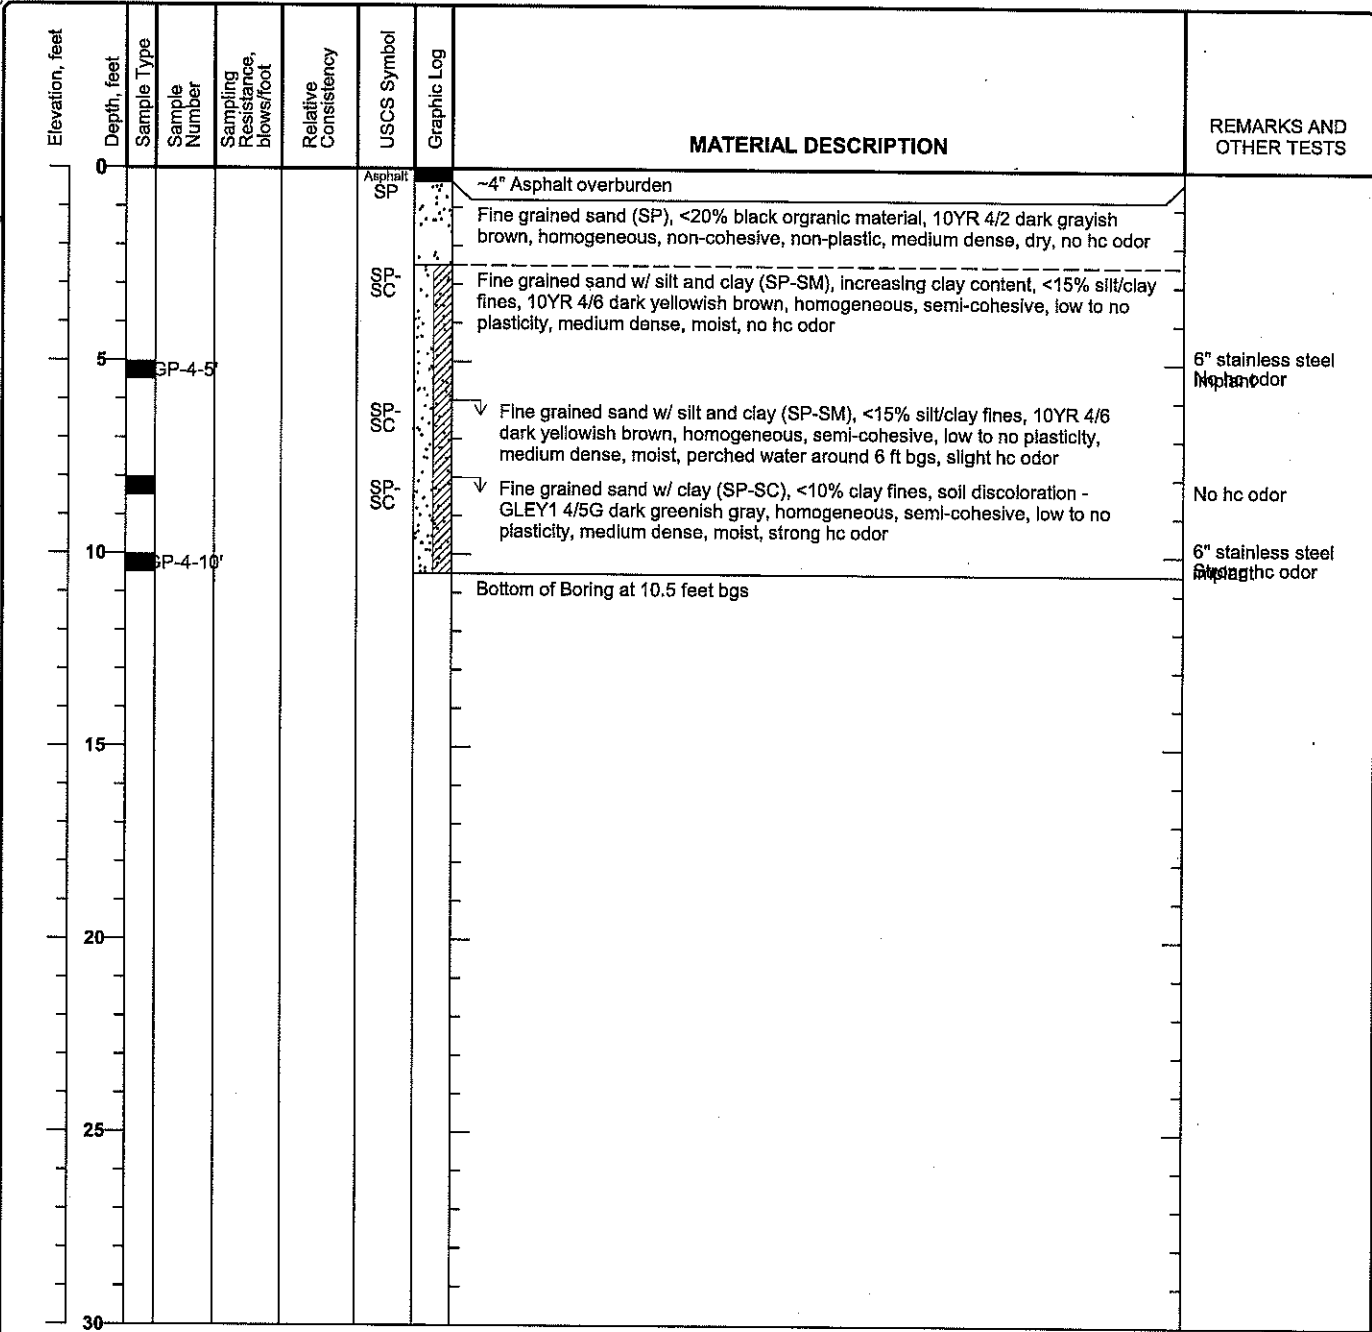 Elevation, feet
Depth, feet
Sample Type
Sample
Number
Sampling
Resistance,
blows/foot
Relative
Consistency
USCS Symbol
Graphic Log
MATERIAL DESCRIPTION
REMARKS AND
OTHER TESTS
0
Asphalt
SP
~4" Asphalt overburden
Fine grained sand (SP), <20% black orgranic material, 10YR 4/2 dark grayish
brown, homogeneous, non-cohesive, non-plastic, medium dense, dry, no hc odor
SP-
SC
Fine grained sand w/ silt and clay (SP-SM), increasing clay content, <15% silt/clay
fines, 10YR 4/6 dark yellowish brown, homogeneous, semi-cohesive, low to no
plasticity, medium dense, moist, no hc odor
5
GP-4-5'
6" stainless steel
implant
No hc odor
SP-
SC
Fine grained sand w/ silt and clay (SP-SM), <15% silt/clay fines, 10YR 4/6
dark yellowish brown, homogeneous, semi-cohesive, low to no plasticity,
medium dense, moist, perched water around 6 ft bgs, slight hc odor
SP-
SC
Fine grained sand w/ clay (SP-SC), <10% clay fines, soil discoloration -
GLEY1 4/5G dark greenish gray, homogeneous, semi-cohesive, low to no
plasticity, medium dense, moist, strong hc odor
No hc odor
10
GP-4-10'
6" stainless steel
implant
Strong hc odor
Bottom of Boring at 10.5 feet bgs
15
20
25
30